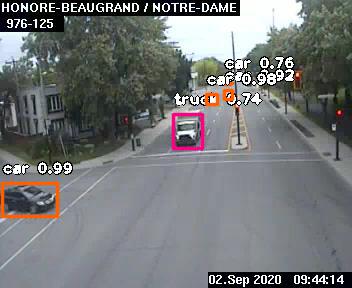 HONORE-BEAUGRAND / NOTRE-DAME
976-125
car 0.76
car 0.98
.92
truck 0.74
car 0.99
02.Sep 2020 09:44:14